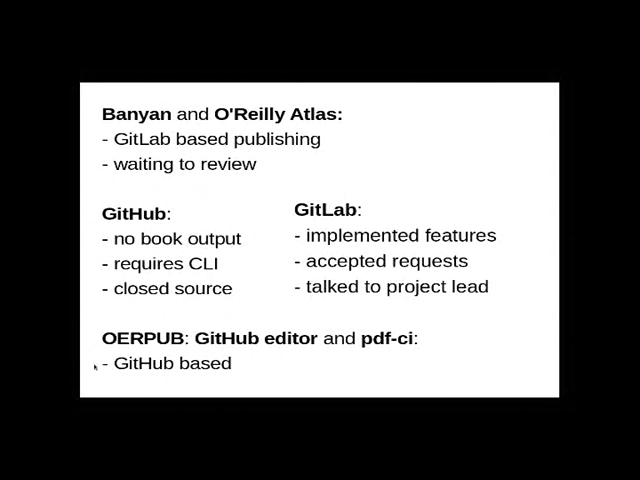 Banyan and O'Reilly Atlas:
- GitLab based publishing
- waiting to review
GitHub:
- no book output
- requires CLI
- closed source
GitLab:
- implemented features
- accepted requests
- talked to project lead
OERPUB: GitHub editor and pdf-ci:
- GitHub based